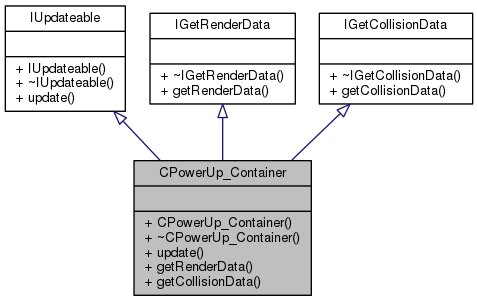 IUpdateable
+ IUpdateable()
+ ~IUpdateable()
+ update()
IGetRenderData
+ ~IGetRenderData()
+ getRenderData()
IGetCollisionData
+ ~IGetCollisionData()
+ getCollisionData()
CPowerUp_Container
+ CPowerUp_Container()
+ ~CPowerUp_Container()
+ update()
+ getRenderData()
+ getCollisionData()